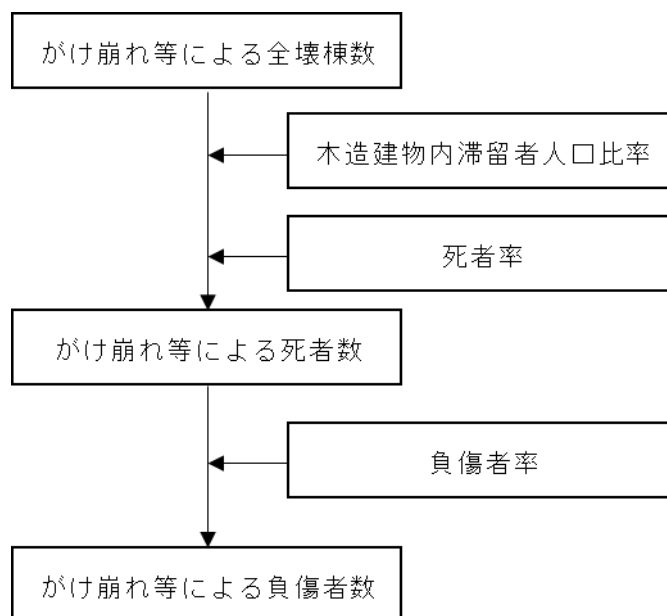 がけ崩れ等による全壊棟数
木造建物内滞留者人口比率
死者率
がけ崩れ等による死者数
負傷者率
がけ崩れ等による負傷者数